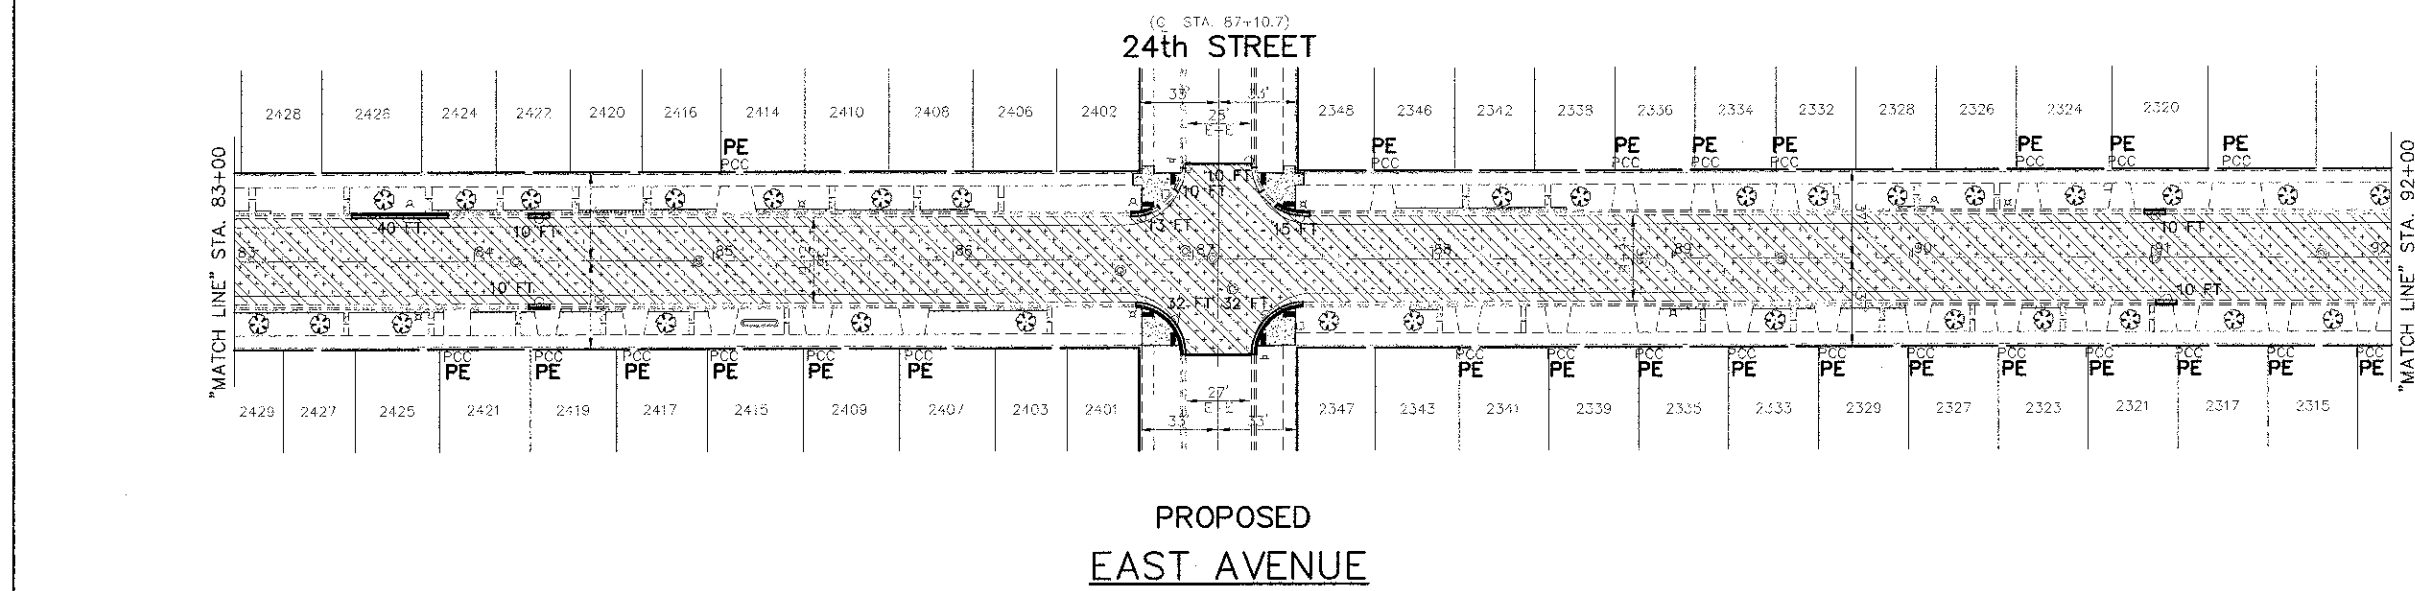 (C STA. 87+10.7)
24th STREET
33' 33'
2428 2426 2424 2422 2420 2416 2414 2410 2408 2406 2402 2348 2346 2342 2338 2336 2334 2332 2328 2326 2324 2320
25'
E-E
PE PE PE PE PE PE PE PE
PCC PCC PCC PCC PCC PCC PCC PCC
"MATCH LINE" STA. 83+00
10 FT
10 FT
40 FT 10 FT 13 FT 15 FT 10 FT
83 84 85 86 87 88 89 90 91 92
10 FT 32 FT 32 FT 10 FT
"MATCH LINE" STA. 92+00
PCC PCC PCC PCC PCC PCC PCC PCC PCC PCC PCC PCC PCC PCC PCC PCC PCC
PE PE PE PE PE PE PE PE PE PE PE PE PE PE PE PE PE
27'
E-E
2429 2427 2425 2421 2419 2417 2415 2409 2407 2403 2401 2347 2343 2341 2339 2335 2333 2329 2327 2323 2321 2317 2315
33' 33'
PROPOSED
EAST AVENUE